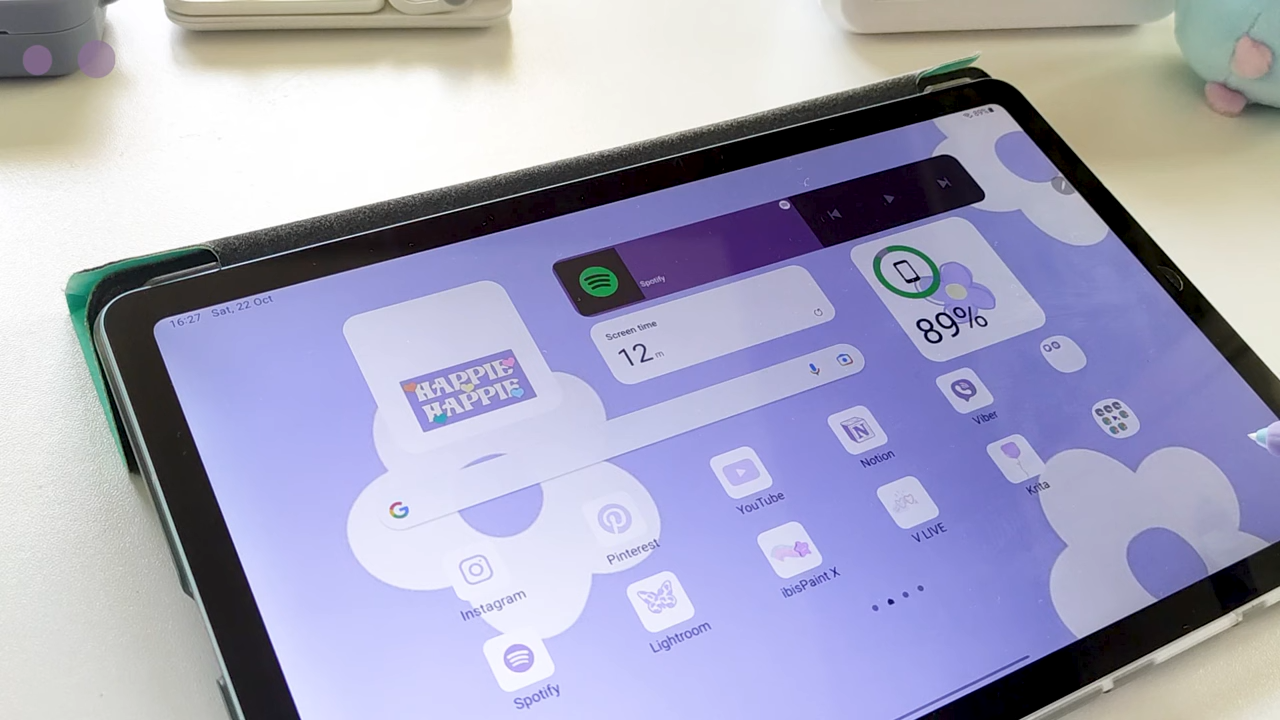 16:27 Sat, 22 Oct
89%
Spotify
Screen time
12 m
89%
HAPPIE
HAPPIE
G
Viber
Notion
Krita
YouTube
V LIVE
Pinterest
ibisPaint X
Instagram
Lightroom
Spotify